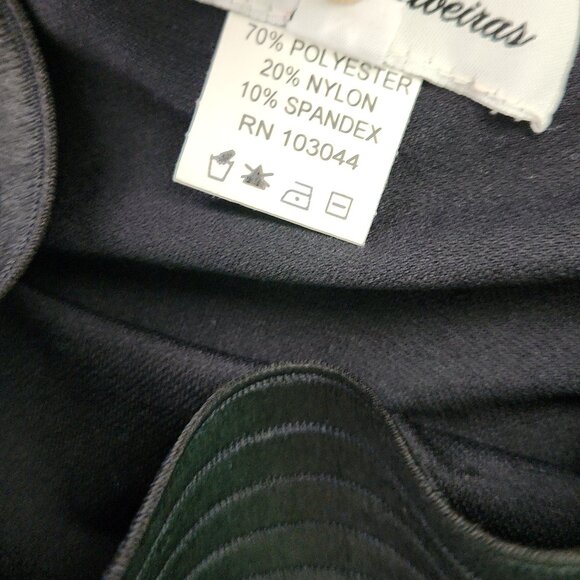 70% POLYESTER
20% NYLON
10% SPANDEX
RN 103044